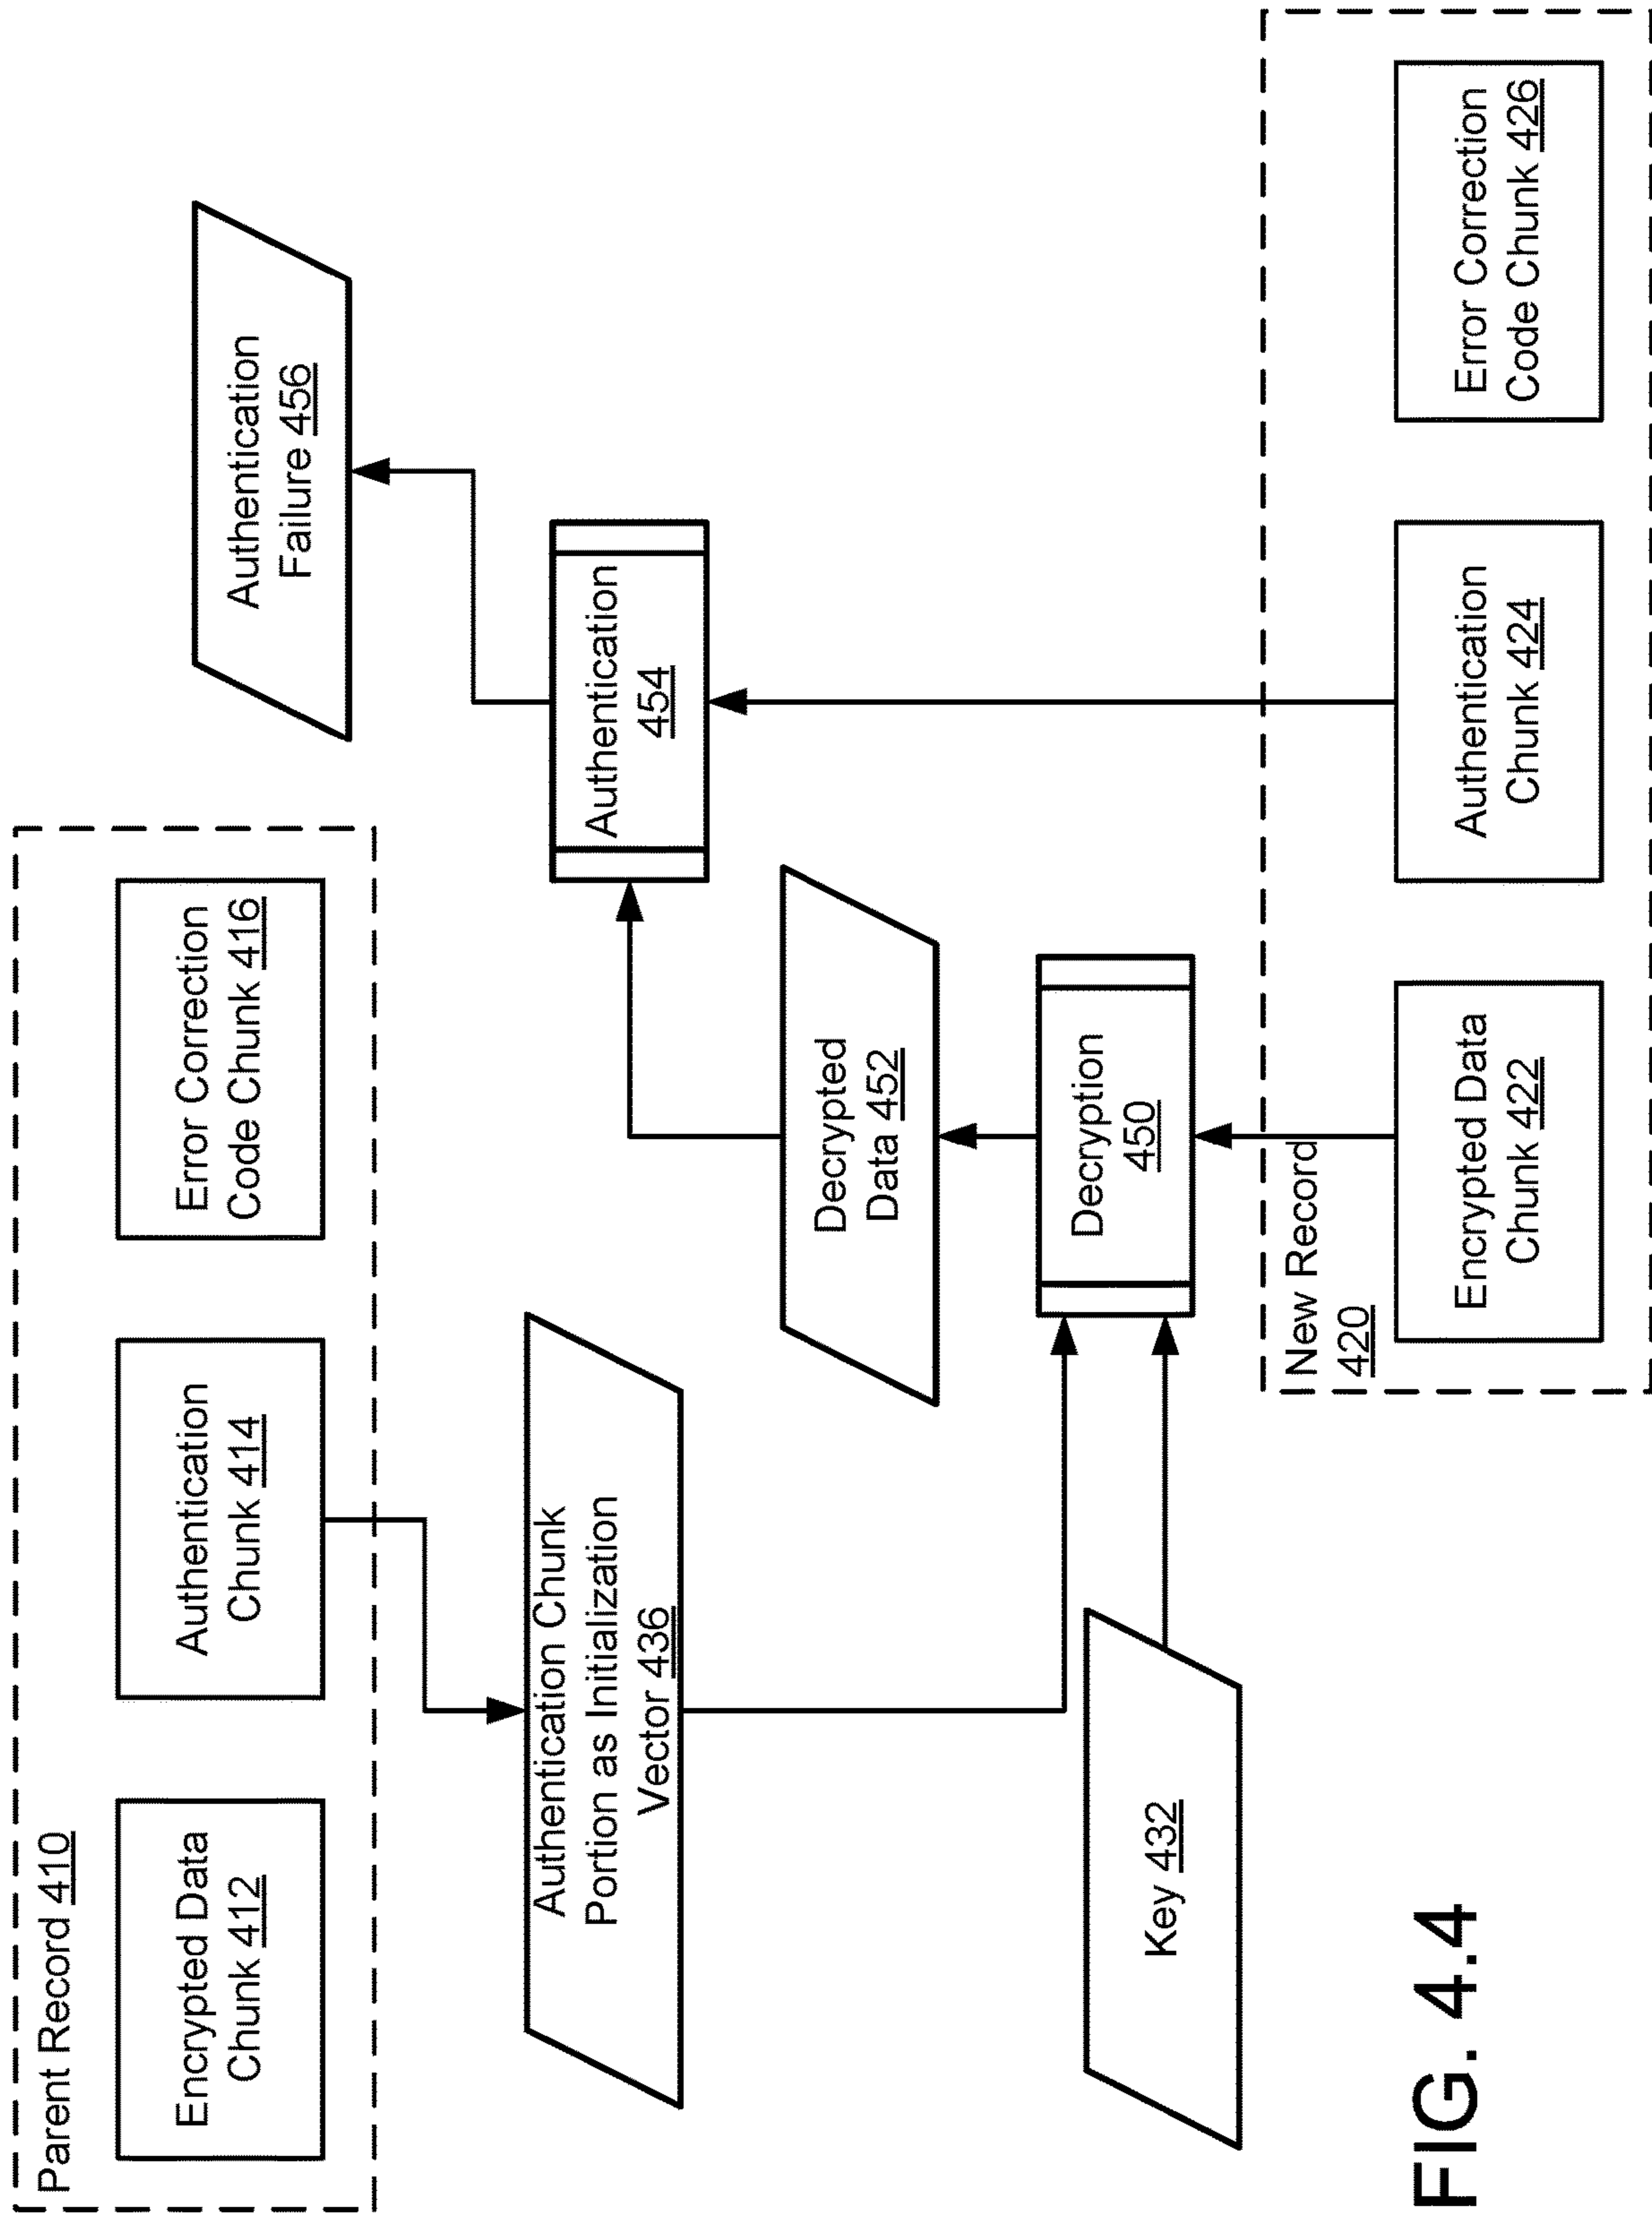 Parent Record 410
Encrypted Data
Chunk 412
Authentication
Chunk 414
Error Correction
Code Chunk 416
Authentication Chunk
Portion as Initialization
Vector 436
Authentication
Failure 456
Authentication
454
Decrypted
Data 452
Key 432
Decryption
450
New Record
420
Encrypted Data
Chunk 422
Authentication
Chunk 424
Error Correction
Code Chunk 426
FIG. 4.4